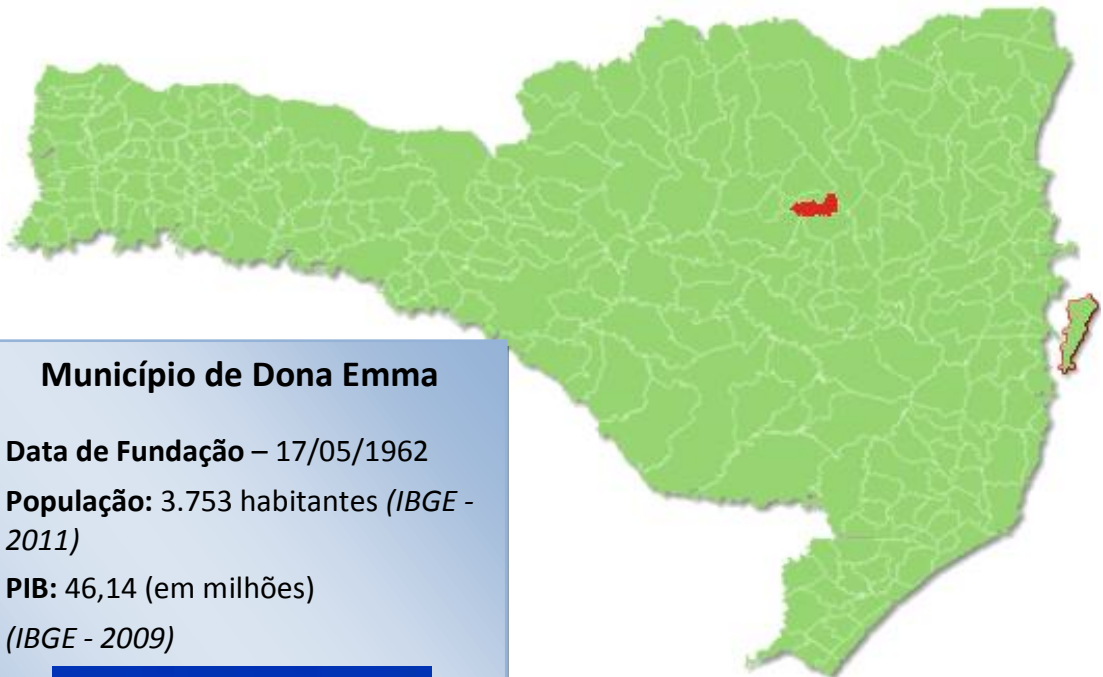 Município de Dona Emma
Data de Fundação – 17/05/1962
População: 3.753 habitantes (IBGE -
2011)
PIB: 46,14 (em milhões)
(IBGE - 2009)